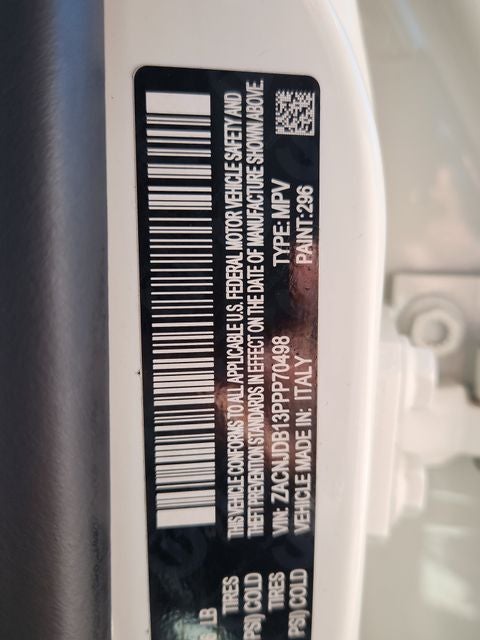 THIS VEHICLE CONFORMS TO ALL APPLICABLE U.S. FEDERAL MOTOR VEHICLE SAFETY AND
THEFT PREVENTION STANDARDS IN EFFECT ON THE DATE OF MANUFACTURE SHOWN ABOVE.
VIN: ZACNJDB13PPP70498 TYPE: MPV
VEHICLE MADE IN: ITALY PAINT: 296
LB
TIRES
PSI) COLD
TIRES
PSI) COLD